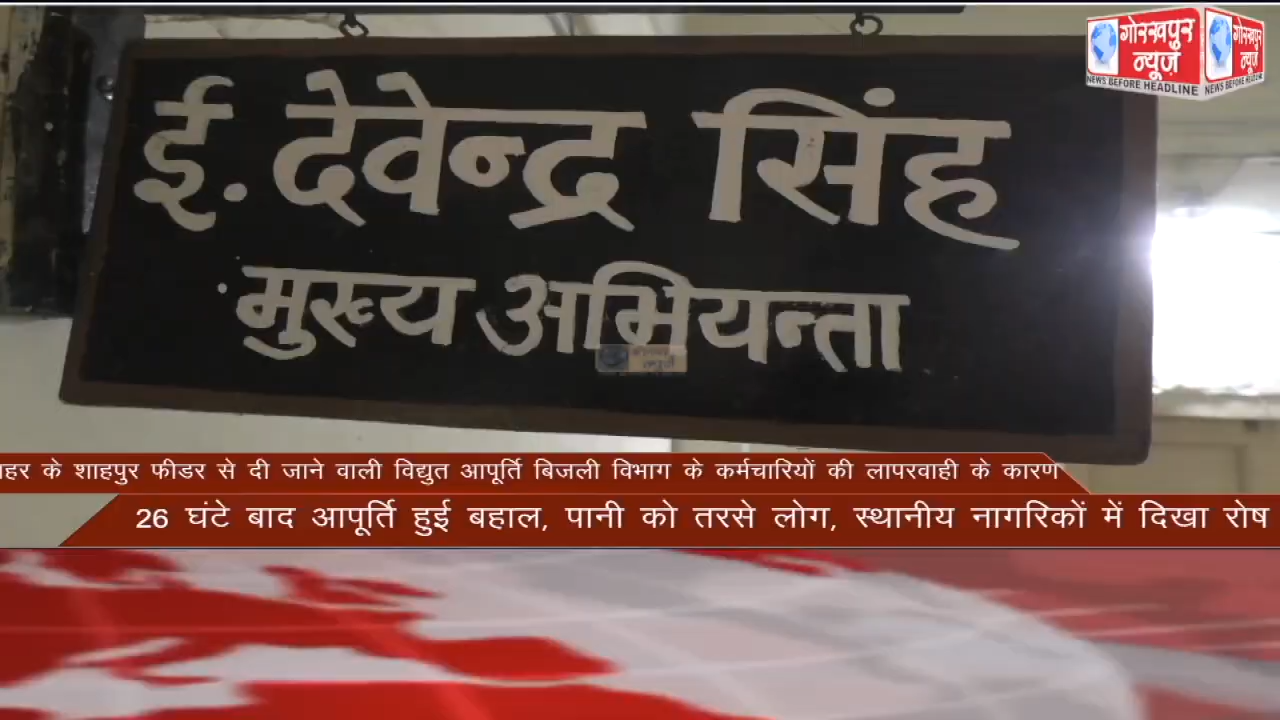 गोरखपुर
न्यूज़
NEWS BEFORE HEADLINE
गोरखपुर
न्यूज़
NEWS BEFORE HEADLINE
ई. देवेन्द्र सिंह
मुख्य अभियन्ता
गोरखपुर
न्यूज़
के शाहपुर फीडर से दी जाने वाली विद्युत आपूर्ति बिजली विभाग के कर्मचारियों की लापरवाही के कारण
26 घंटे बाद आपूर्ति हुई बहाल, पानी को तरसे लोग, स्थानीय नागरिकों में दिखा रोष